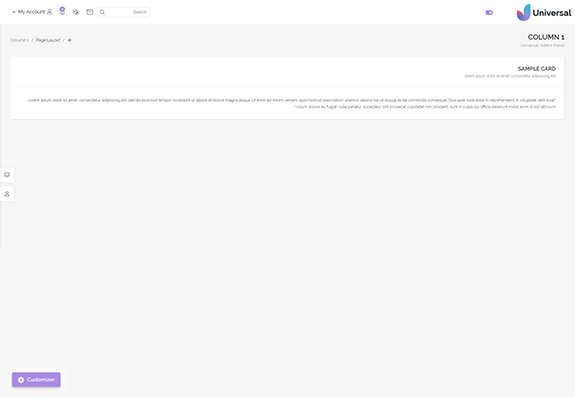 My Account
Search
Universal
COLUMN 1
Universal Admin Panel
Column 1 / Page Layout /
SAMPLE CARD
lorem ipsum dolor sit amet, consectetur adipisicing elit
"Lorem ipsum dolor sit amet, consectetur adipisicing elit, sed do eiusmod tempor incididunt ut labore et dolore magna aliqua. Ut enim ad minim veniam, quis nostrud exercitation ullamco laboris nisi ut aliquip ex ea commodo consequat. Duis aute irure dolor in reprehenderit in voluptate velit esse
"cillum dolore eu fugiat nulla pariatur. Excepteur sint occaecat cupidatat non proident, sunt in culpa qui officia deserunt mollit anim id est laborum
Customizer